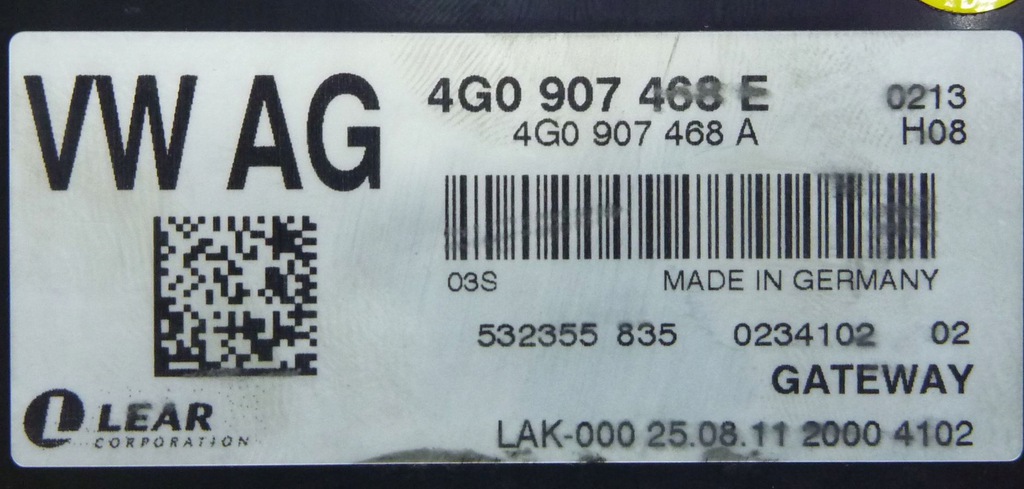 VW AG
4G0 907 468 E 0213
4G0 907 468 A H08
03S MADE IN GERMANY
532355 835 0234102 02
GATEWAY
LEAR
CORPORATION
LAK-000 25.08.11 2000 4102